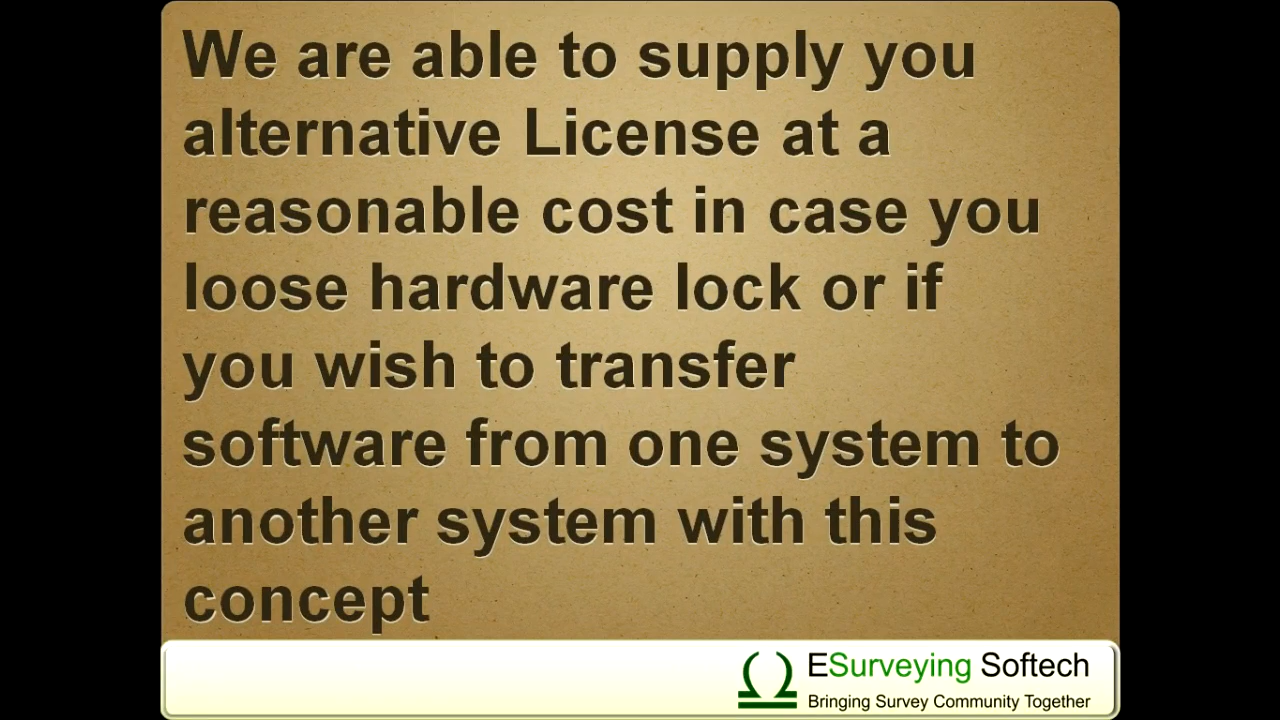 We are able to supply you
alternative License at a
reasonable cost in case you
loose hardware lock or if
you wish to transfer
software from one system to
another system with this
concept
ESurveying Softech
Bringing Survey Community Together